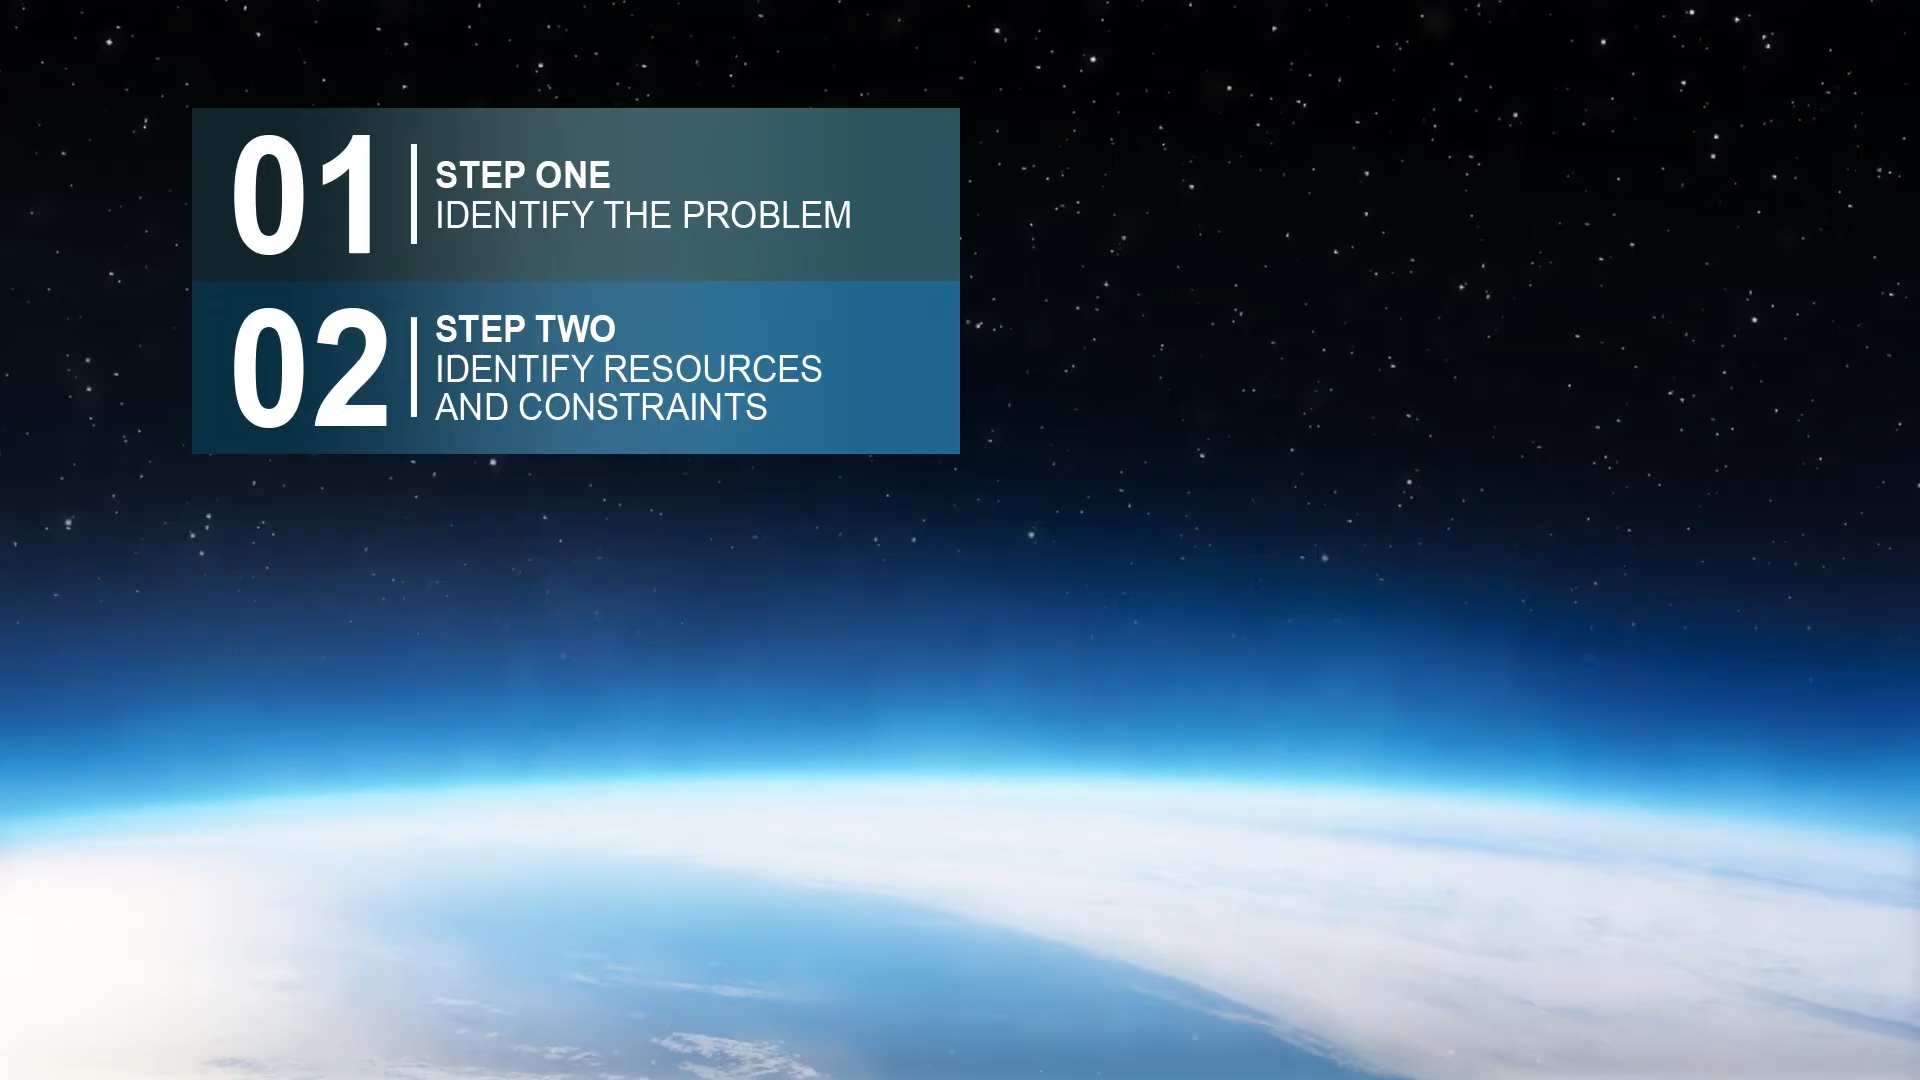 01
STEP ONE
IDENTIFY THE PROBLEM
02
STEP TWO
IDENTIFY RESOURCES
AND CONSTRAINTS